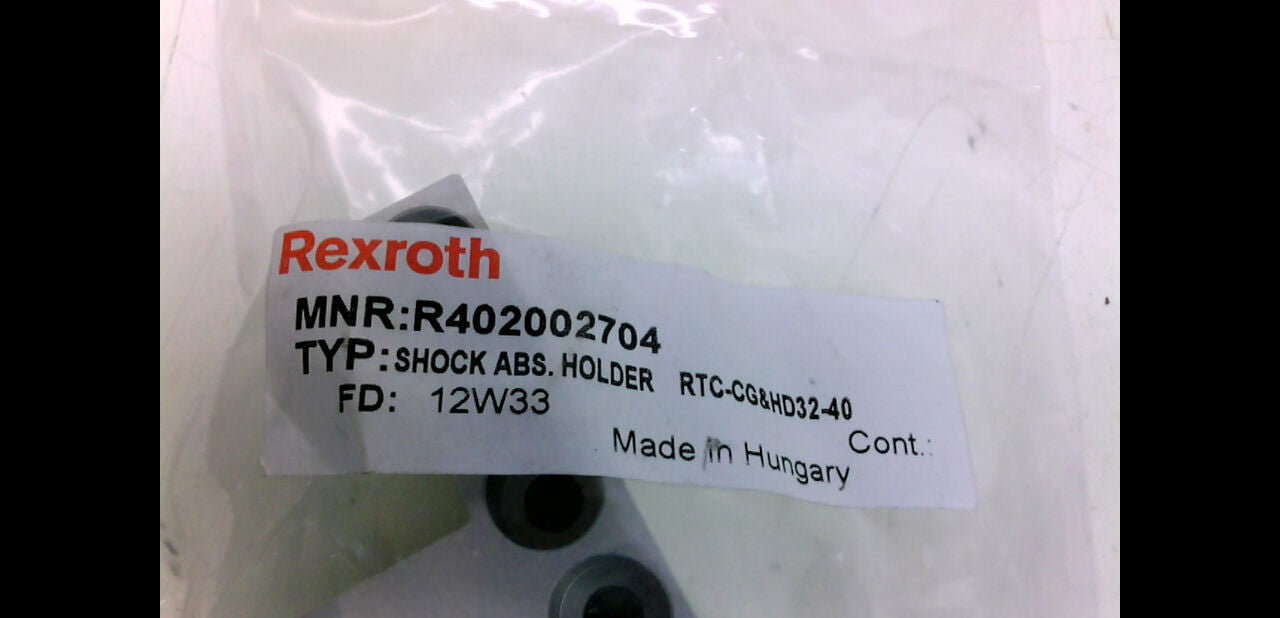 Rexroth
MNR:R402002704
TYP:SHOCK ABS. HOLDER RTC-CG&HD32-40
FD: 12W33
Cont.:
Made in Hungary